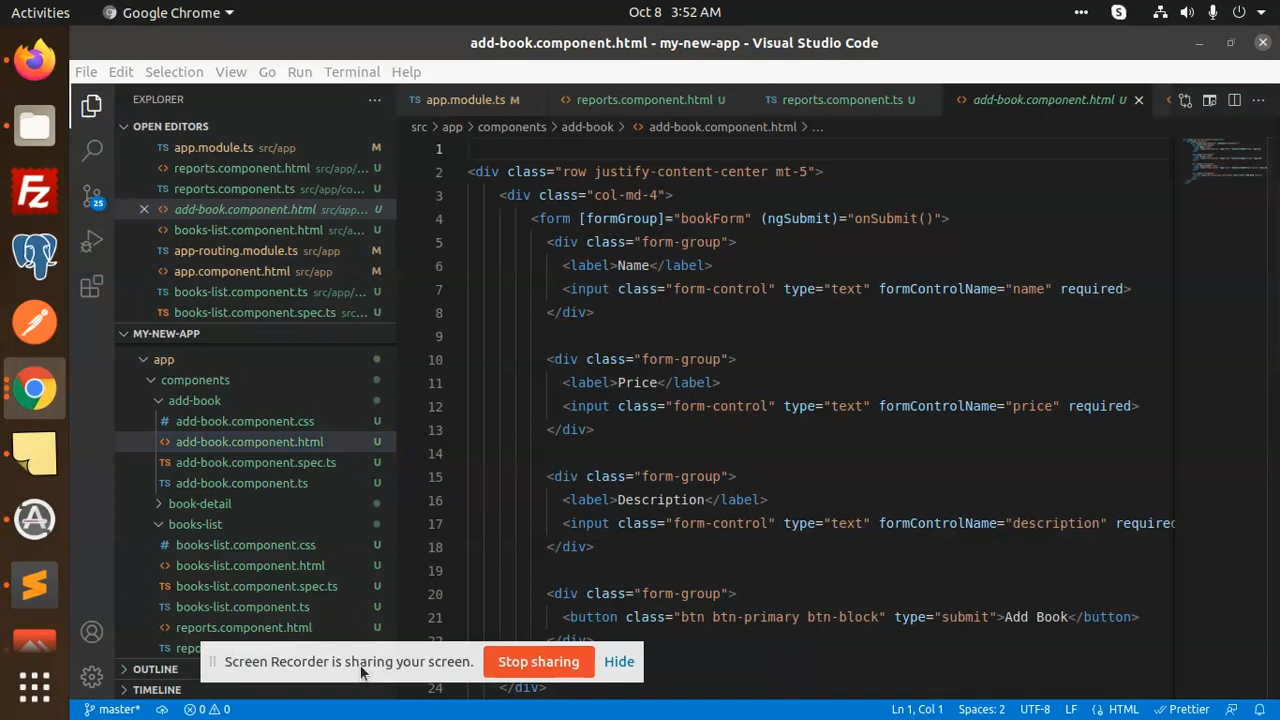 Activities
Google Chrome
Oct 8 3:52 AM
add-book.component.html - my-new-app - Visual Studio Code
File Edit Selection View Go Run Terminal Help
EXPLORER
OPEN EDITORS
app.module.ts src/app M
reports.component.html src/app/... U
reports.component.ts src/app/co... U
add-book.component.html src/app... U
books-list.component.html src/a... U
app-routing.module.ts src/app M
app.component.html src/app M
books-list.component.ts src/app/... U
books-list.component.spec.ts src/... U
MY-NEW-APP
app
components
add-book
add-book.component.css U
add-book.component.html U
add-book.component.spec.ts U
add-book.component.ts U
book-detail
books-list
books-list.component.css U
books-list.component.html U
books-list.component.spec.ts U
books-list.component.ts U
reports.component.html U
OUTLINE
TIMELINE
25
app.module.ts M
reports.component.html U
reports.component.ts U
add-book.component.html U
src > app > components > add-book > add-book.component.html > ...
1
2 <div class="row justify-content-center mt-5">
3 <div class="col-md-4">
4 <form [formGroup]="bookForm" (ngSubmit)="onSubmit()">
5 <div class="form-group">
6 <label>Name</label>
7 <input class="form-control" type="text" formControlName="name" required>
8 </div>
9
10 <div class="form-group">
11 <label>Price</label>
12 <input class="form-control" type="text" formControlName="price" required>
13 </div>
14
15 <div class="form-group">
16 <label>Description</label>
17 <input class="form-control" type="text" formControlName="description" required
18 </div>
19
20 <div class="form-group">
21 <button class="btn btn-primary btn-block" type="submit">Add Book</button>
22 </div>
24 </div>
Screen Recorder is sharing your screen.
Stop sharing
Hide
master*
0 0
Ln 1, Col 1
Spaces: 2
UTF-8
LF
HTML
Prettier